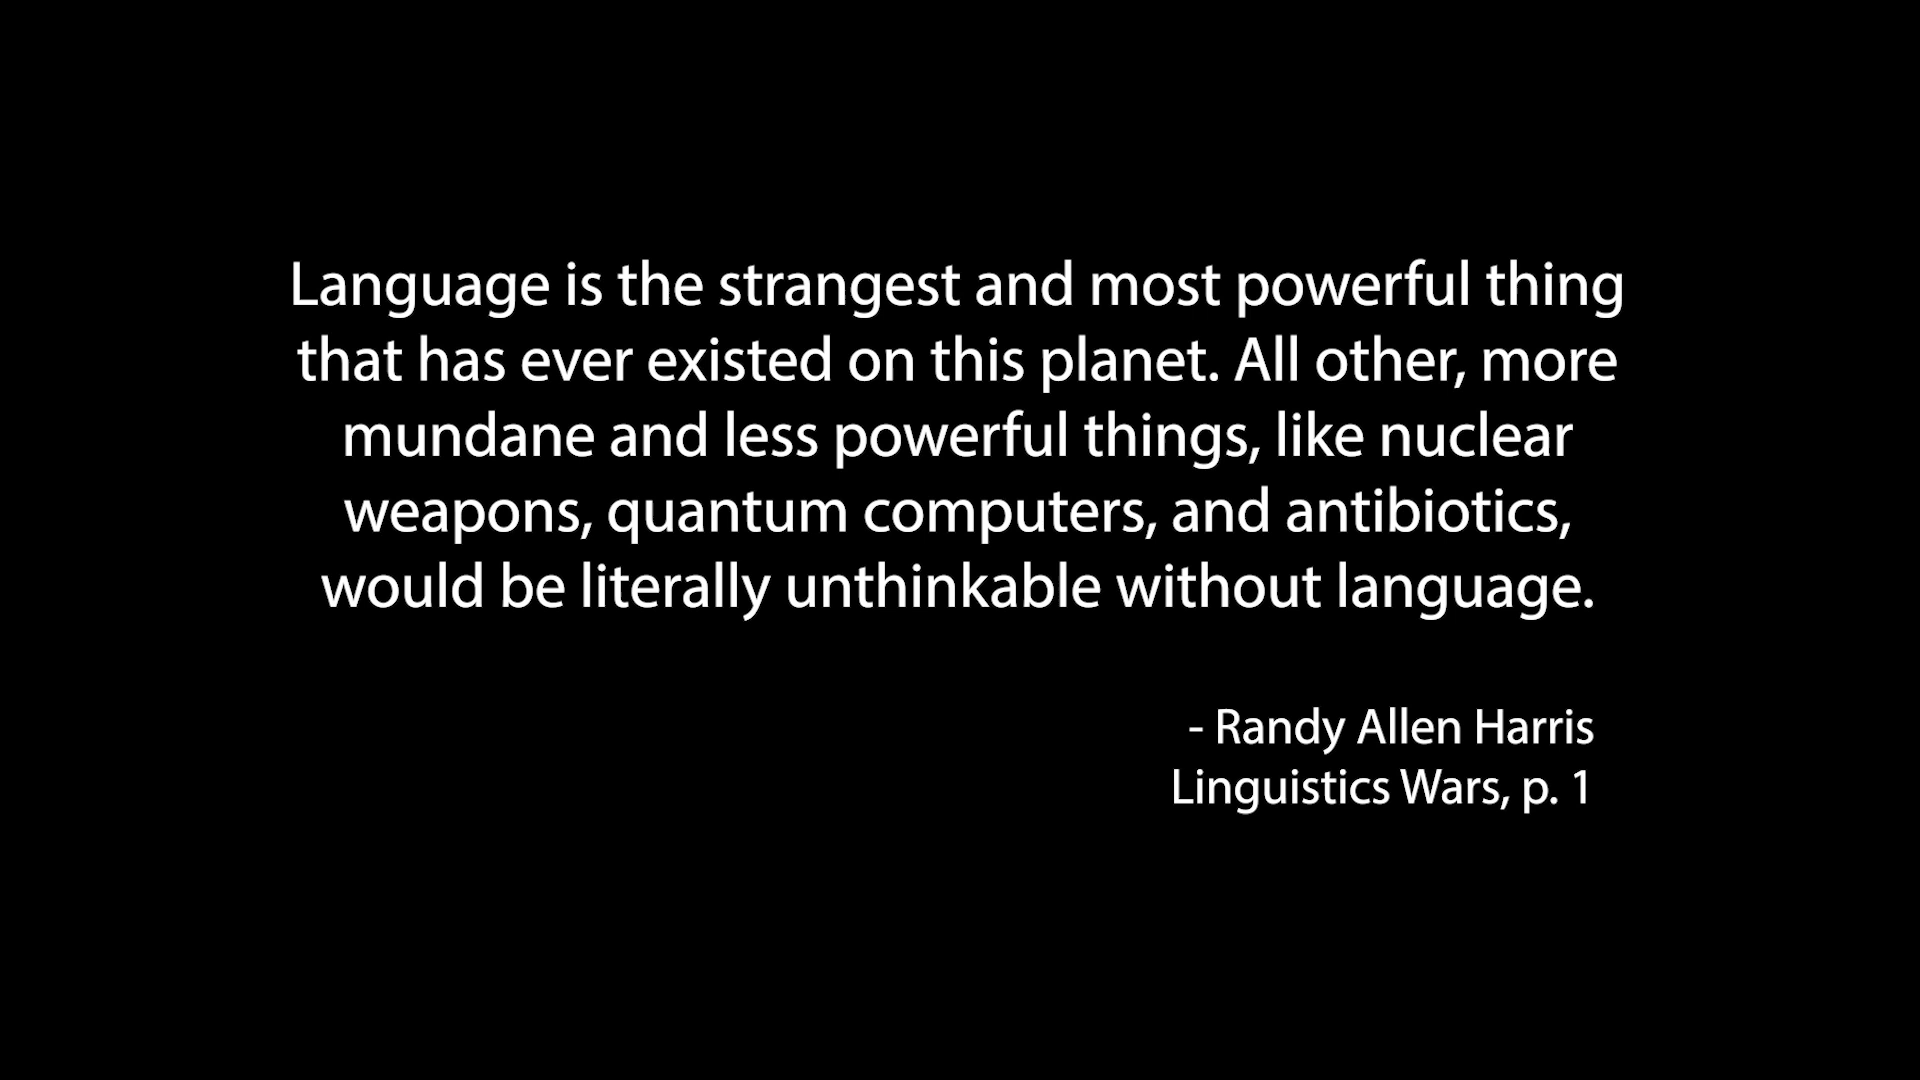 Language is the strangest and most powerful thing
that has ever existed on this planet. All other, more
mundane and less powerful things, like nuclear
weapons, quantum computers, and antibiotics,
would be literally unthinkable without language.
- Randy Allen Harris
Linguistics Wars, p. 1